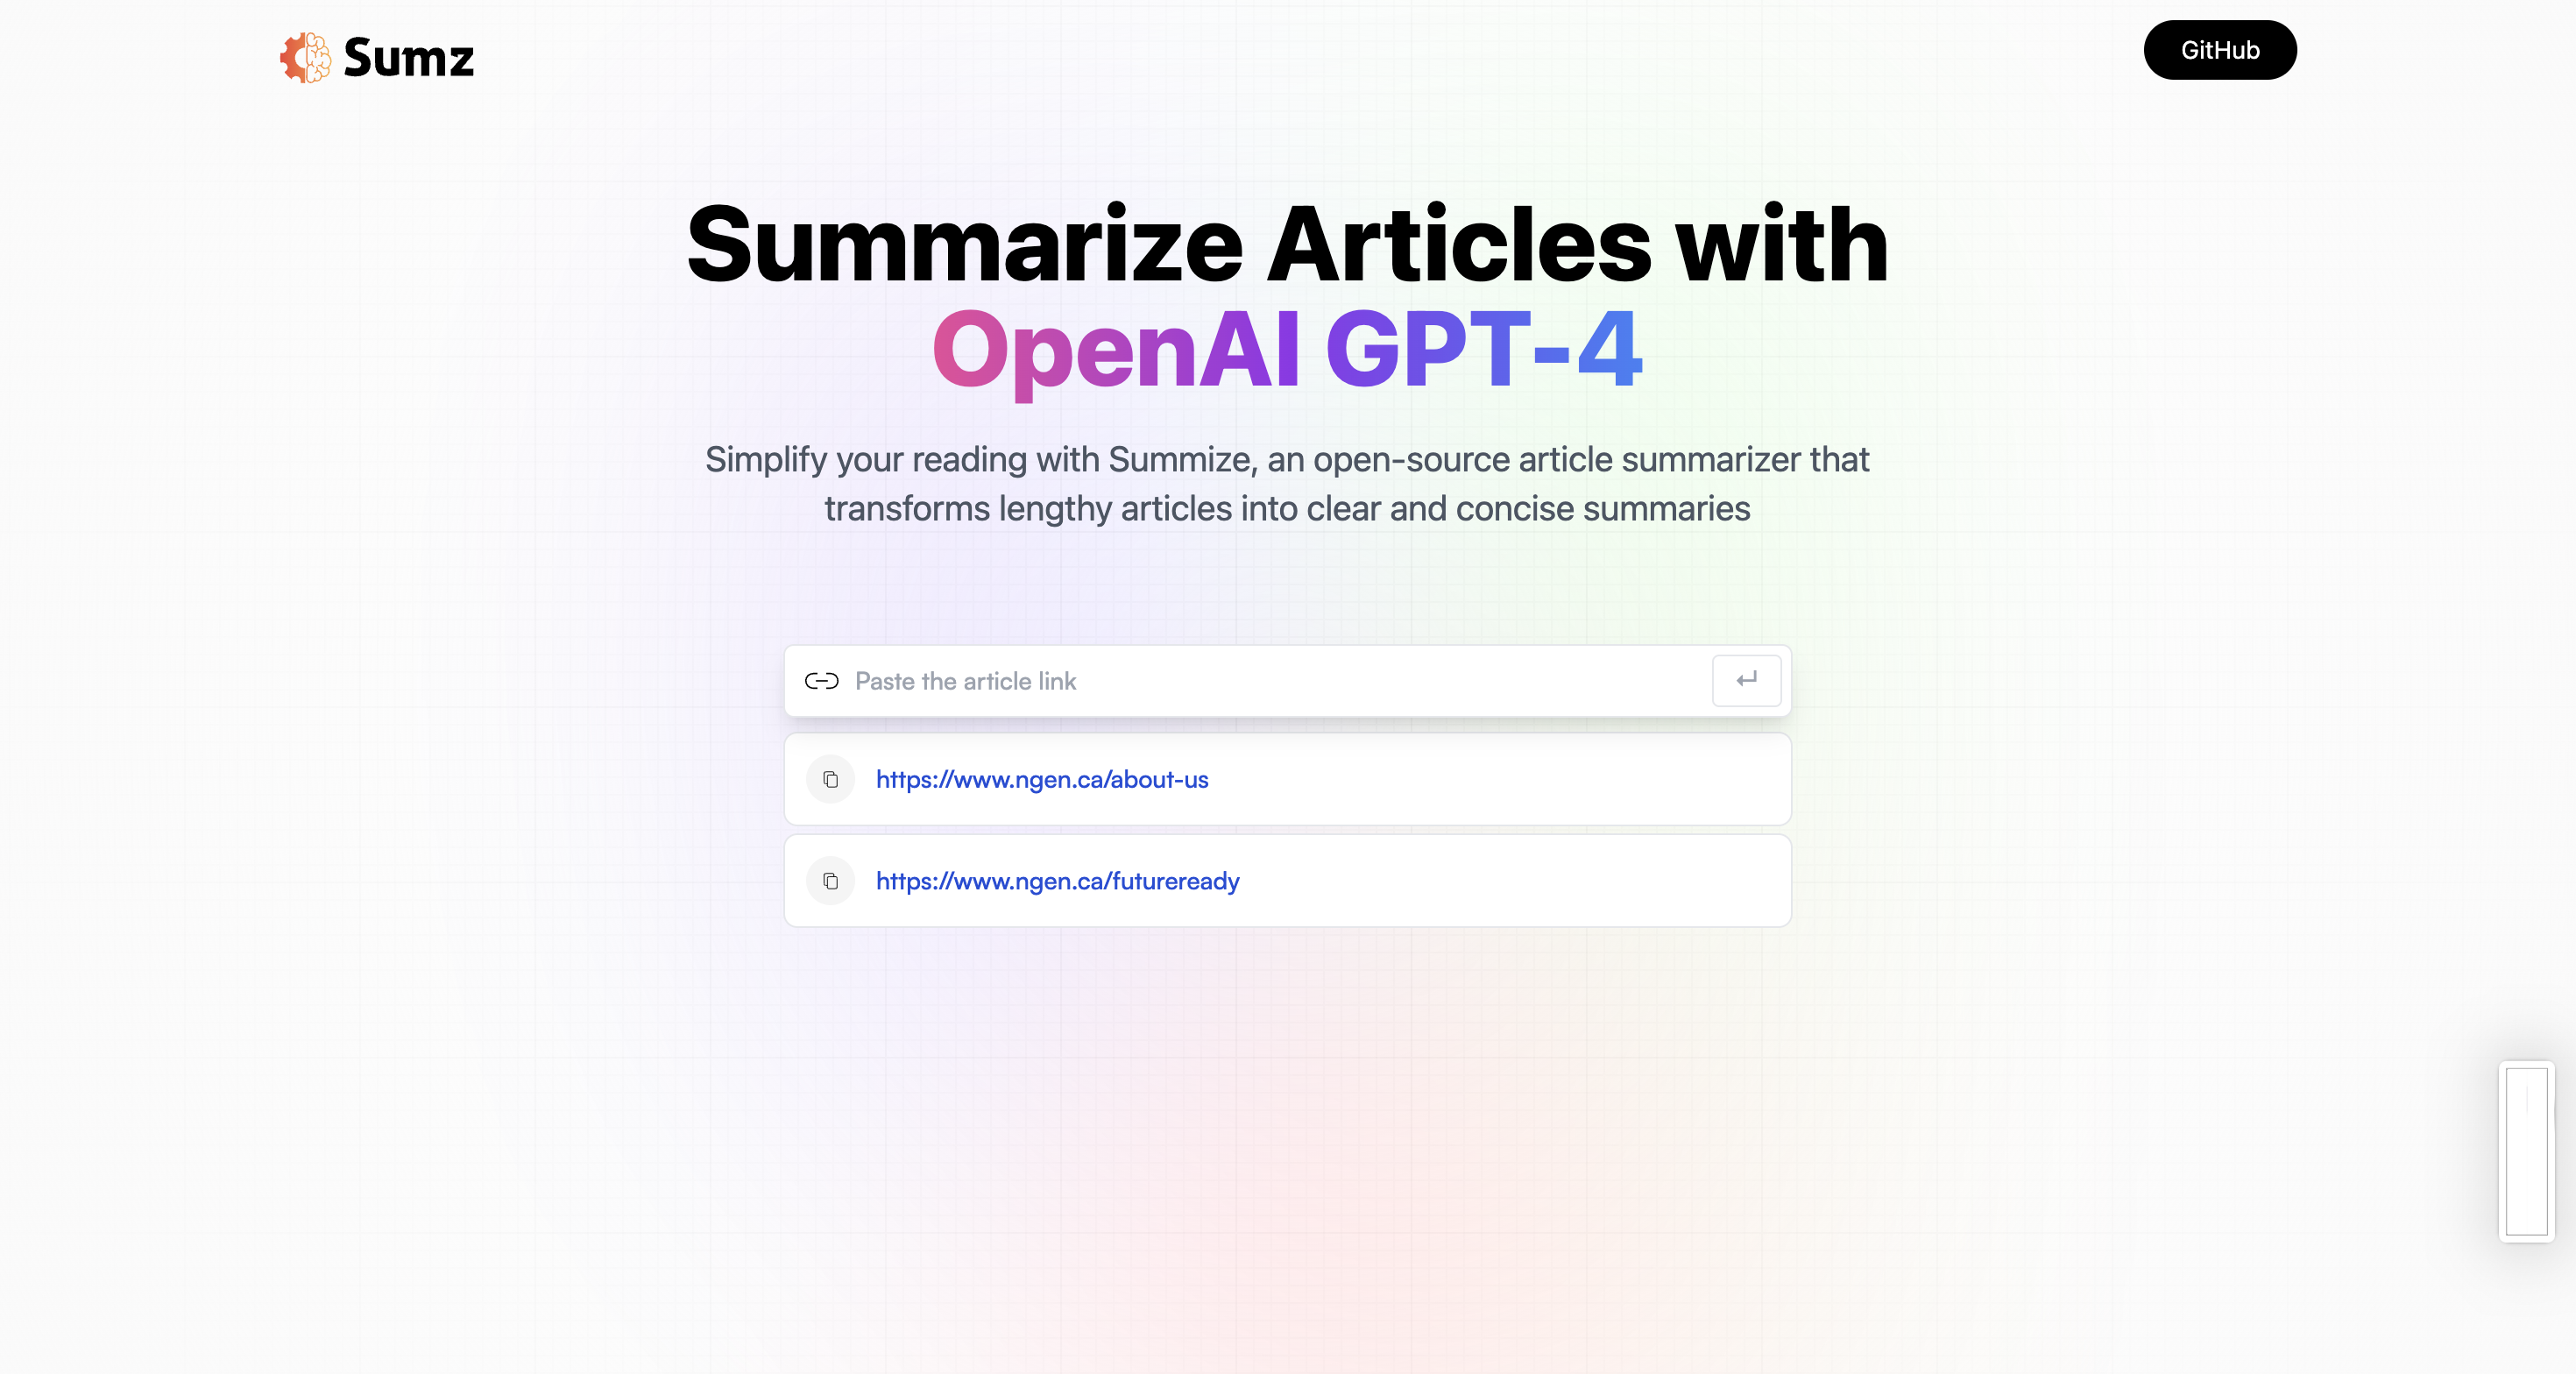 Sumz
GitHub
Summarize Articles with
OpenAI GPT-4
Simplify your reading with Summize, an open-source article summarizer that
transforms lengthy articles into clear and concise summaries
Paste the article link
https://www.ngen.ca/about-us
https://www.ngen.ca/futureready